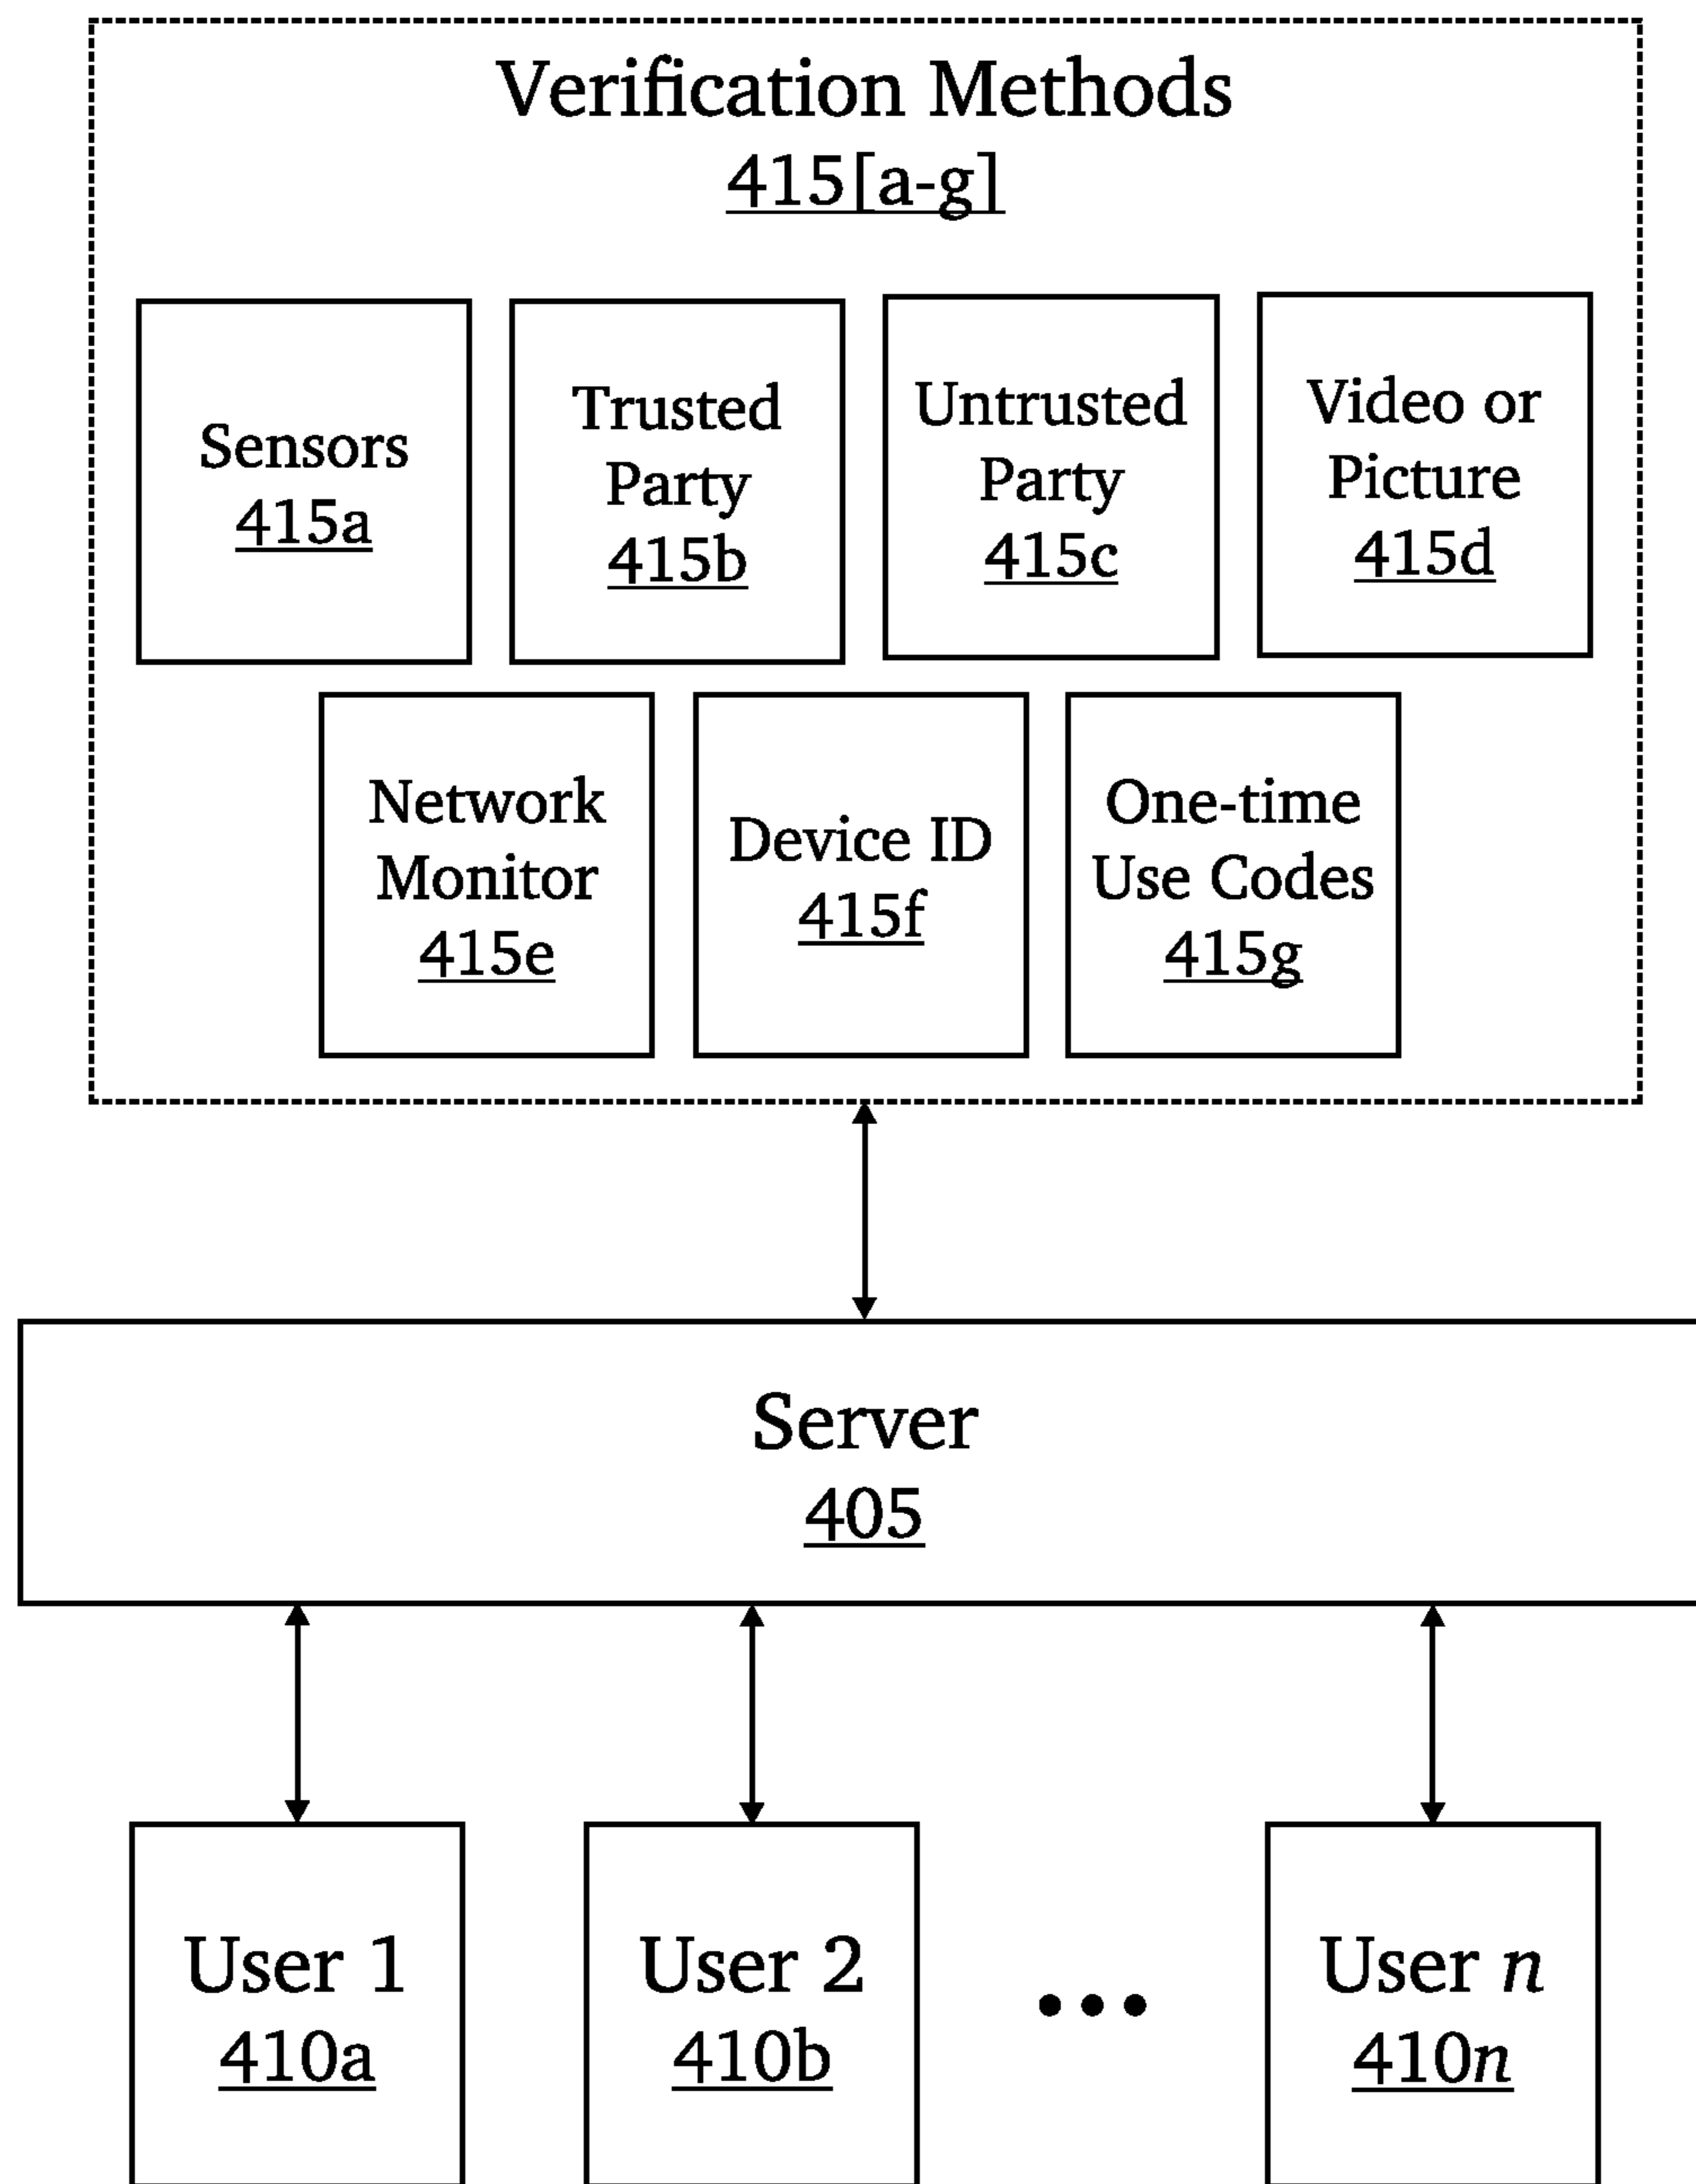 Verification Methods
415[a-g]
Sensors
415a
Trusted
Party
415b
Untrusted
Party
415c
Video or
Picture
415d
Network
Monitor
415e
Device ID
415f
One-time
Use Codes
415g
Server
405
User 1
410a
User 2
410b
•••
User n
410n